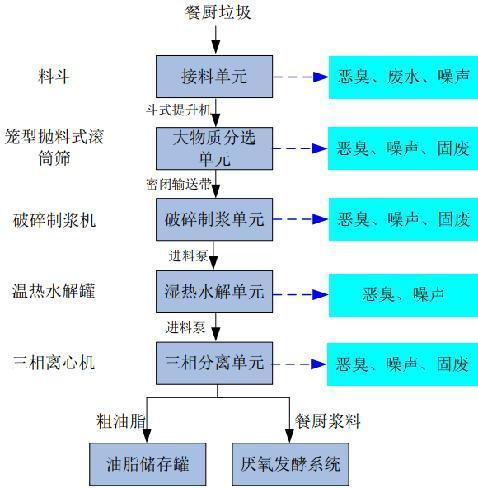 餐厨垃圾
料斗
接料单元
恶臭、废水、噪声
斗式提升机
笼型抛料式滚
筒筛
大物质分选
单元
恶臭、噪声、固废
密闭输送带
破碎制浆机
破碎制浆单元
恶臭、噪声、固废
进料泵
温热水解罐
湿热水解单元
恶臭、噪声
进料泵
三相离心机
三相分离单元
恶臭、噪声、固废
粗油脂
餐厨浆料
油脂储存罐
厌氧发酵系统